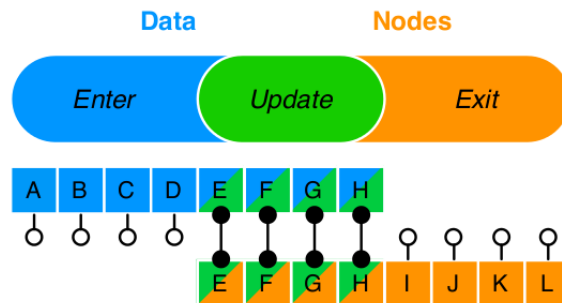 Data Nodes
Enter Update Exit
A B C D E F G H
E F G H I J K L